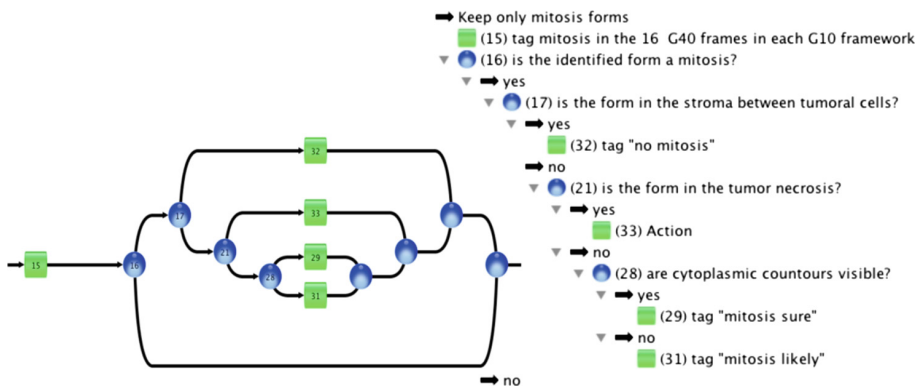 Keep only mitosis forms
(15) tag mitosis in the 16 G40 frames in each G10 framework
(16) is the identified form a mitosis?
yes
(17) is the form in the stroma between tumoral cells?
yes
(32) tag "no mitosis"
no
(21) is the form in the tumor necrosis?
yes
(33) Action
no
(28) are cytoplasmic countours visible?
yes
(29) tag "mitosis sure"
no
(31) tag "mitosis likely"
no
32
17
33
21
29
15
16
28
31